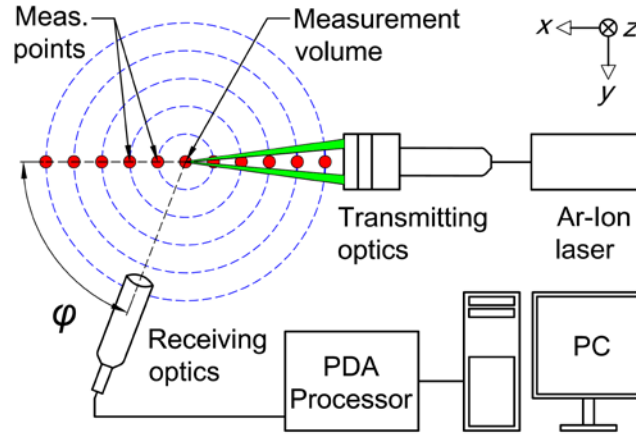 Meas.
points
Measurement
volume
x
z
y
Transmitting
optics
Ar-Ion
laser
φ
Receiving
optics
PDA
Processor
PC